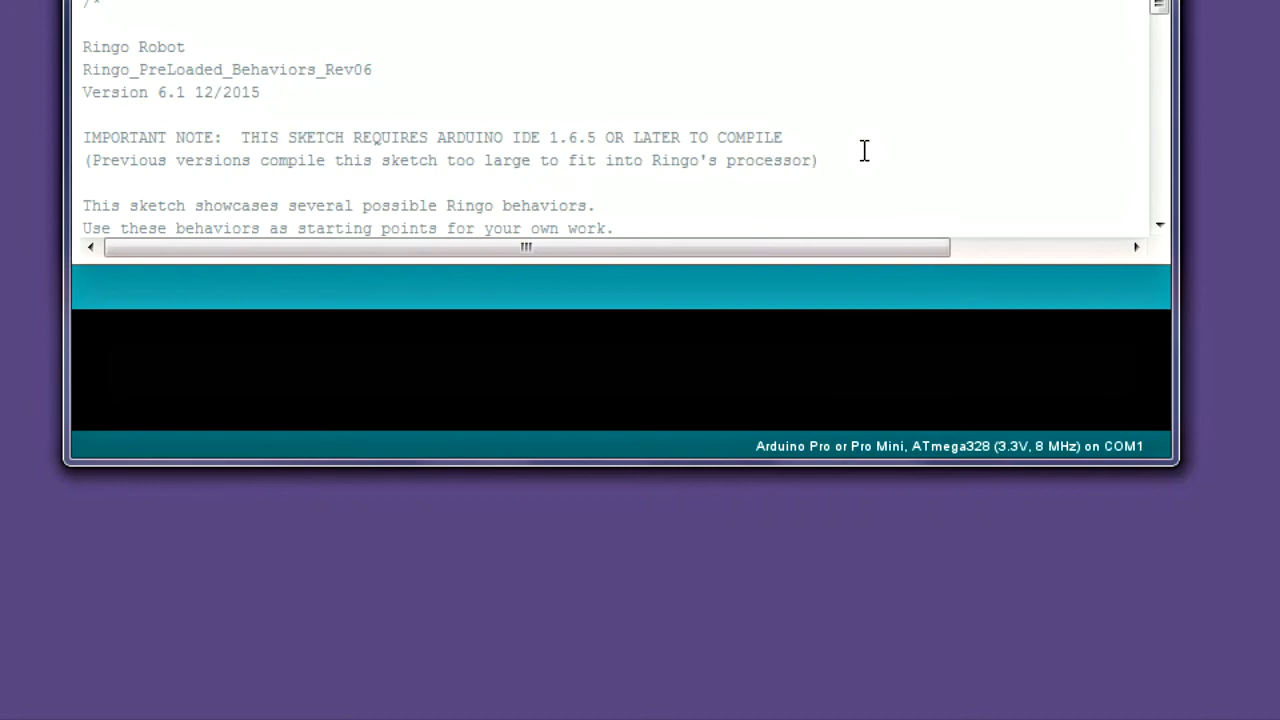 /*
Ringo Robot
Ringo_PreLoaded_Behaviors_Rev06
Version 6.1 12/2015
IMPORTANT NOTE:  THIS SKETCH REQUIRES ARDUINO IDE 1.6.5 OR LATER TO COMPILE
(Previous versions compile this sketch too large to fit into Ringo's processor)
This sketch showcases several possible Ringo behaviors.
Use these behaviors as starting points for your own work.
Arduino Pro or Pro Mini, ATmega328 (3.3V, 8 MHz) on COM1